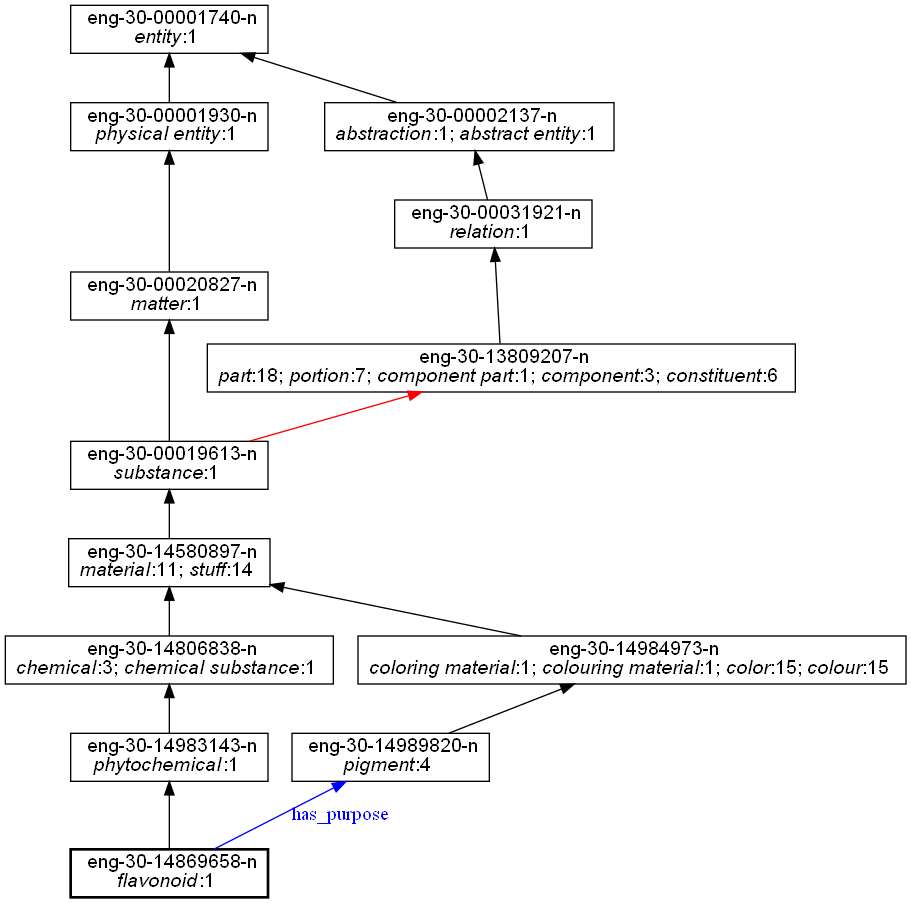 eng-30-00001740-n
entity:1
eng-30-00001930-n
physical entity:1
eng-30-00002137-n
abstraction:1; abstract entity:1
eng-30-00031921-n
relation:1
eng-30-00020827-n
matter:1
eng-30-13809207-n
part:18; portion:7; component part:1; component:3; constituent:6
eng-30-00019613-n
substance:1
eng-30-14580897-n
material:11; stuff:14
eng-30-14806838-n
chemical:3; chemical substance:1
eng-30-14984973-n
coloring material:1; colouring material:1; color:15; colour:15
eng-30-14983143-n
phytochemical:1
eng-30-14989820-n
pigment:4
has_purpose
eng-30-14869658-n
flavonoid:1